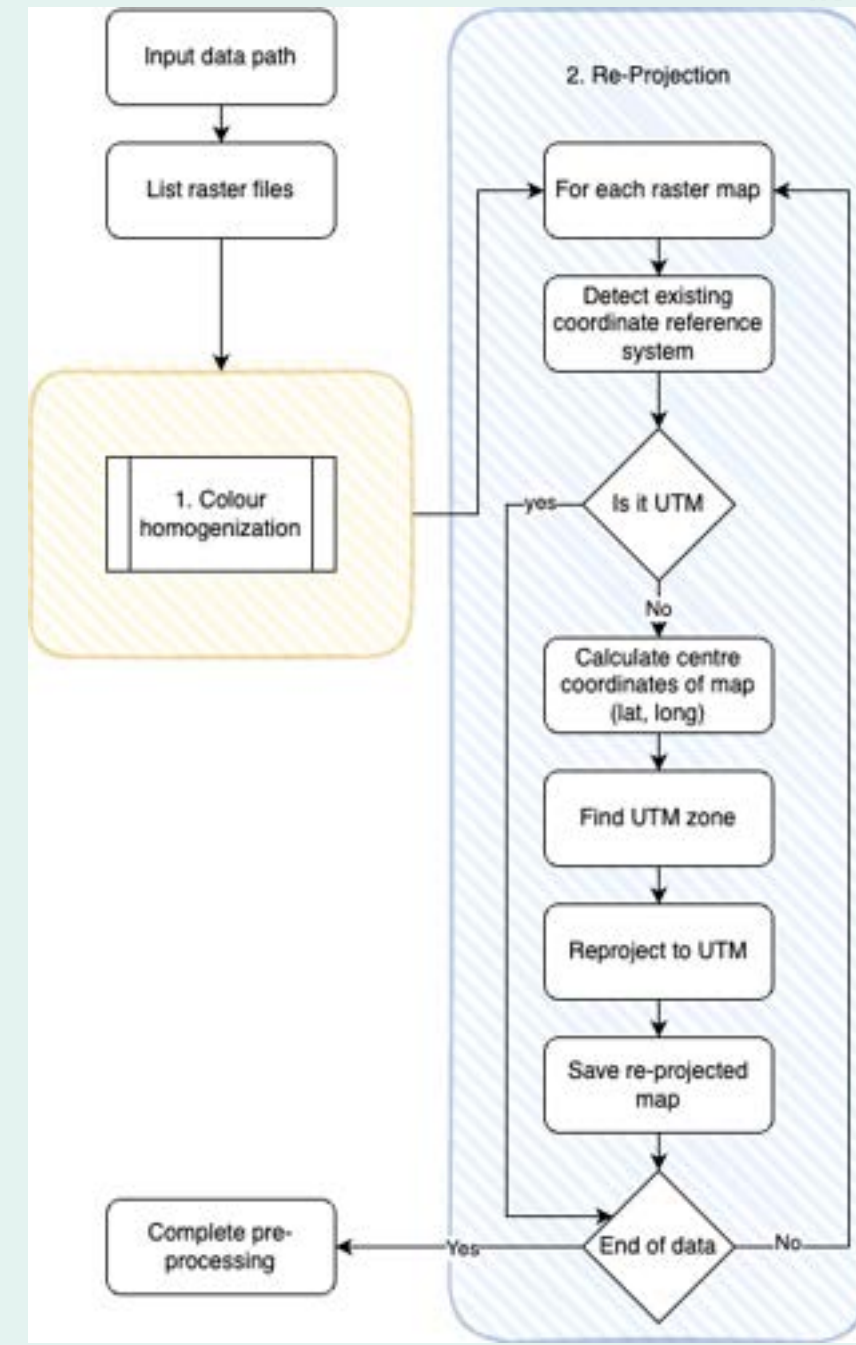 Input data path
List raster files
1. Colour
homogenization
2. Re-Projection
For each raster map
Detect existing
coordinate reference
system
Is it UTM
yes
No
Calculate centre
coordinates of map
(lat, long)
Find UTM zone
Reproject to UTM
Save re-projected
map
End of data
No
Yes
Complete pre-
processing